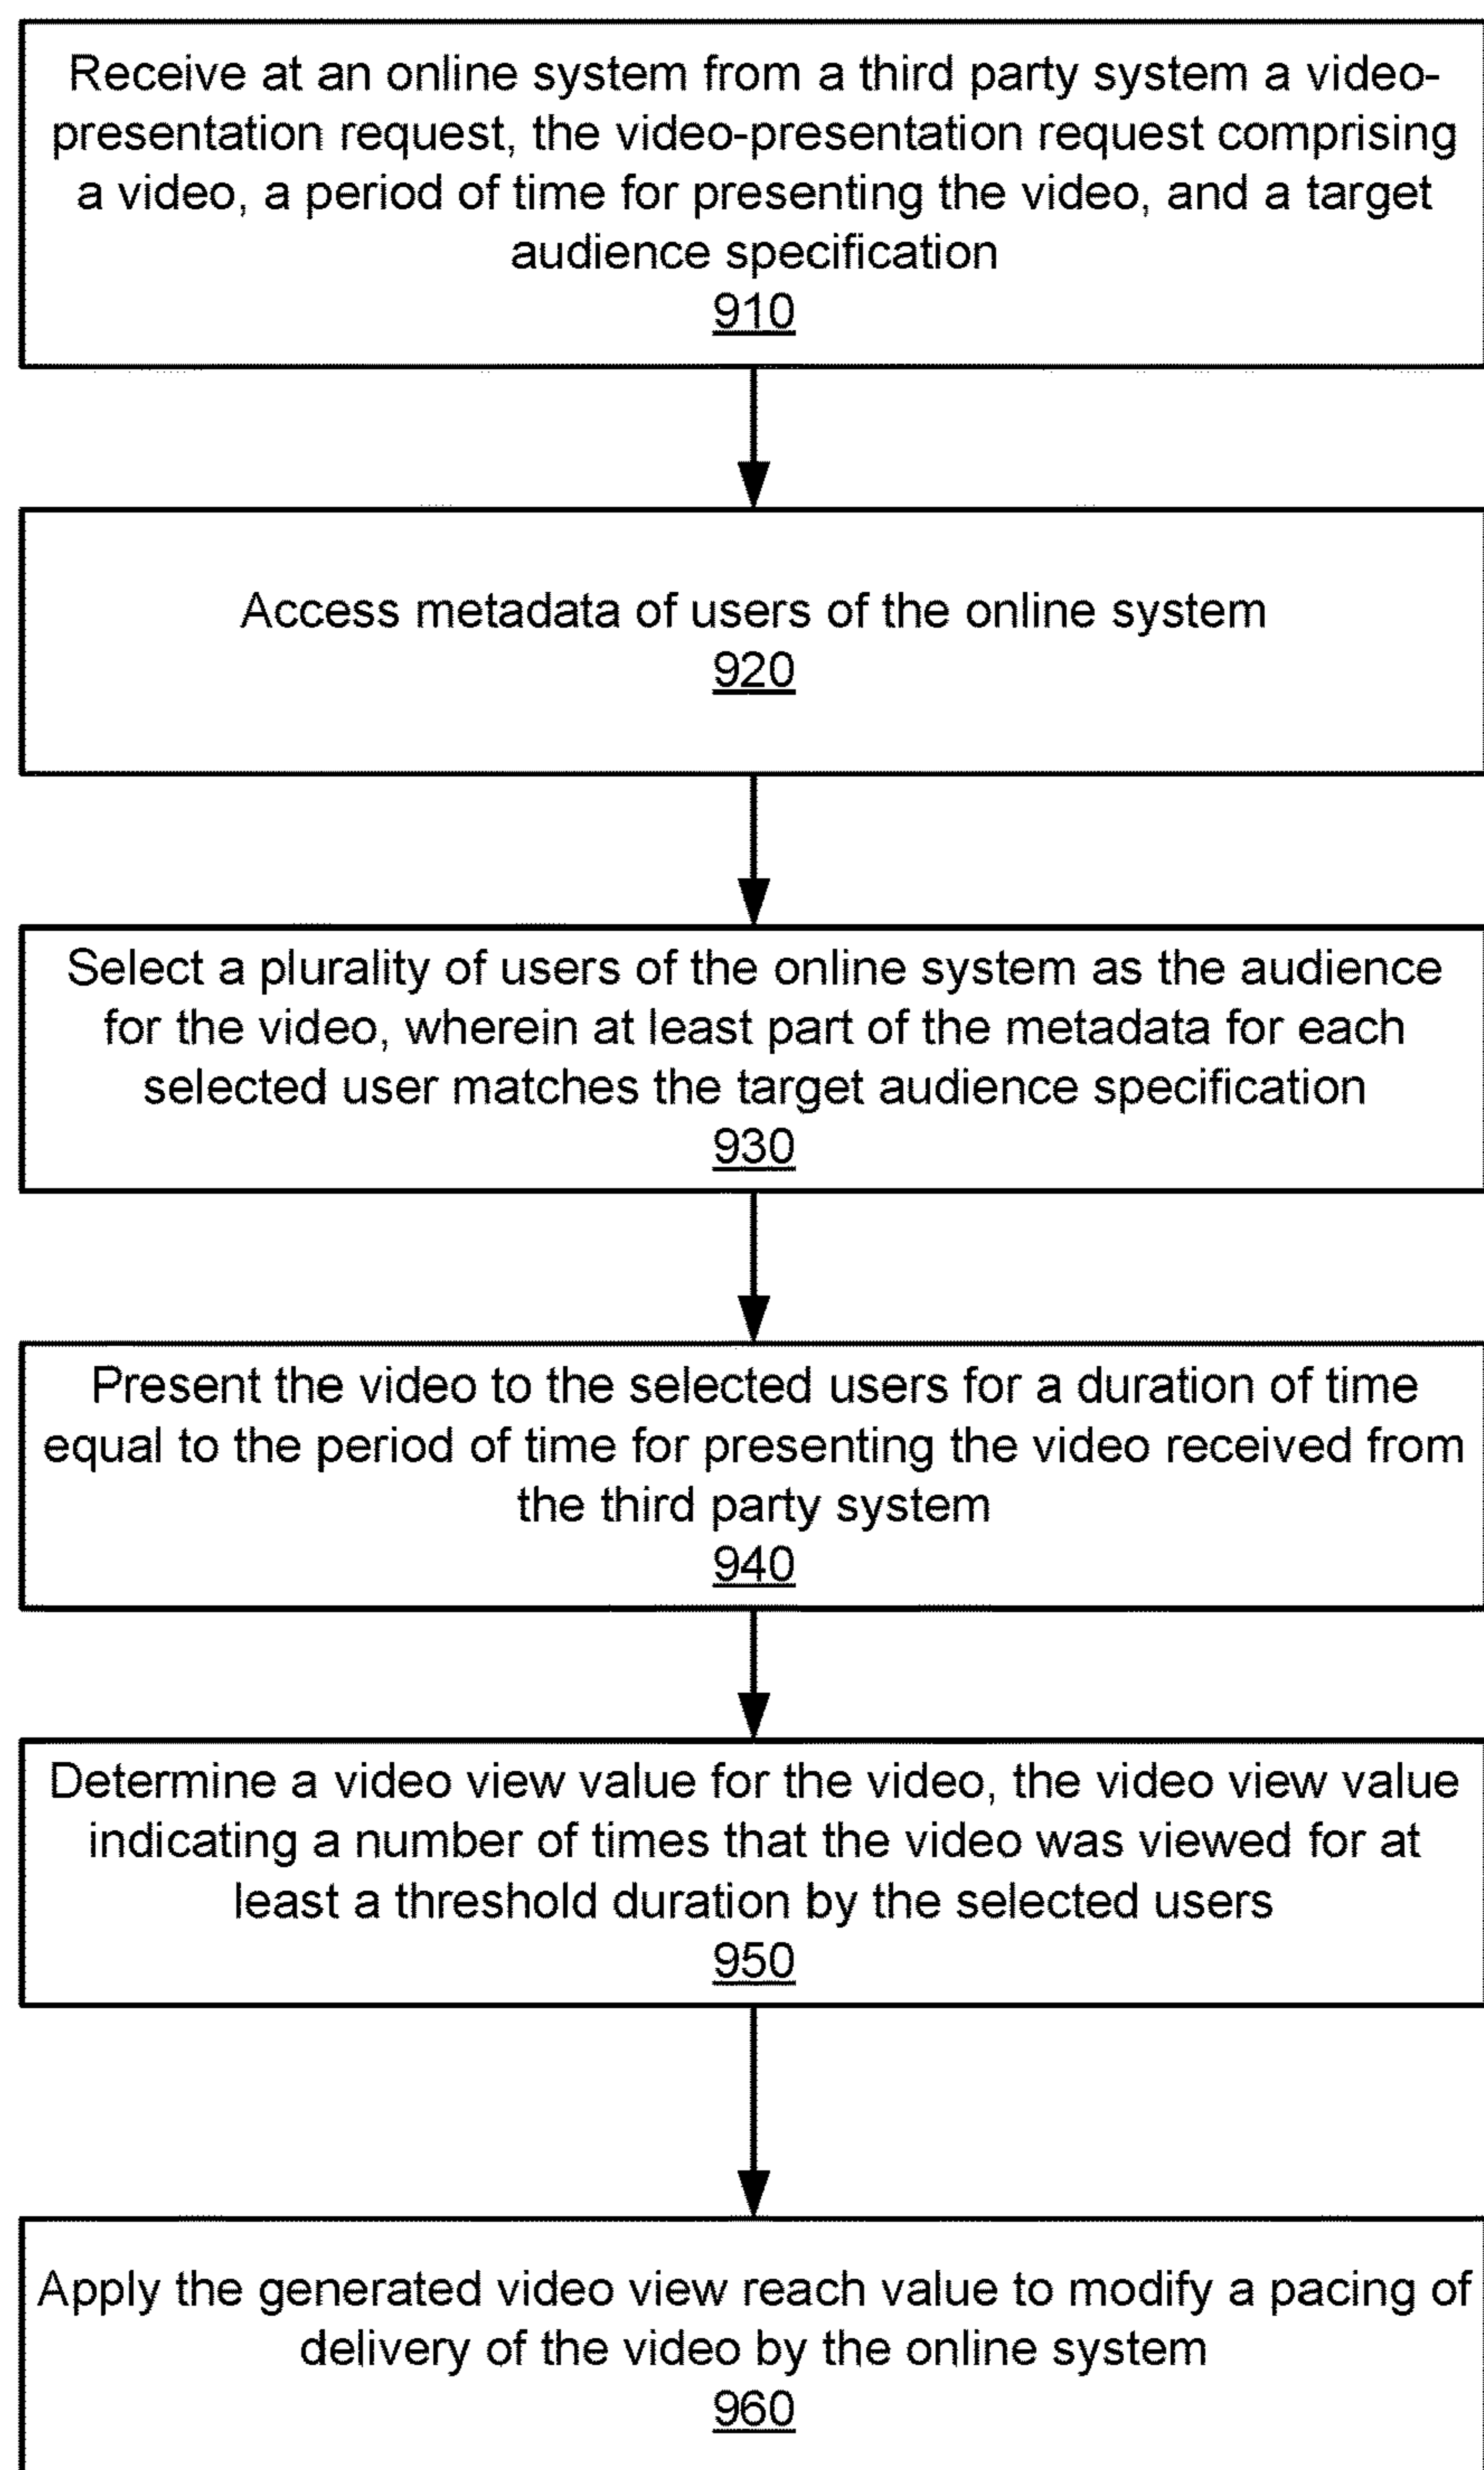 Receive at an online system from a third party system a video-
presentation request, the video-presentation request comprising
a video, a period of time for presenting the video, and a target
audience specification
910
Access metadata of users of the online system
920
Select a plurality of users of the online system as the audience
for the video, wherein at least part of the metadata for each
selected user matches the target audience specification
930
Present the video to the selected users for a duration of time
equal to the period of time for presenting the video received from
the third party system
940
Determine a video view value for the video, the video view value
indicating a number of times that the video was viewed for at
least a threshold duration by the selected users
950
Apply the generated video view reach value to modify a pacing of
delivery of the video by the online system
960